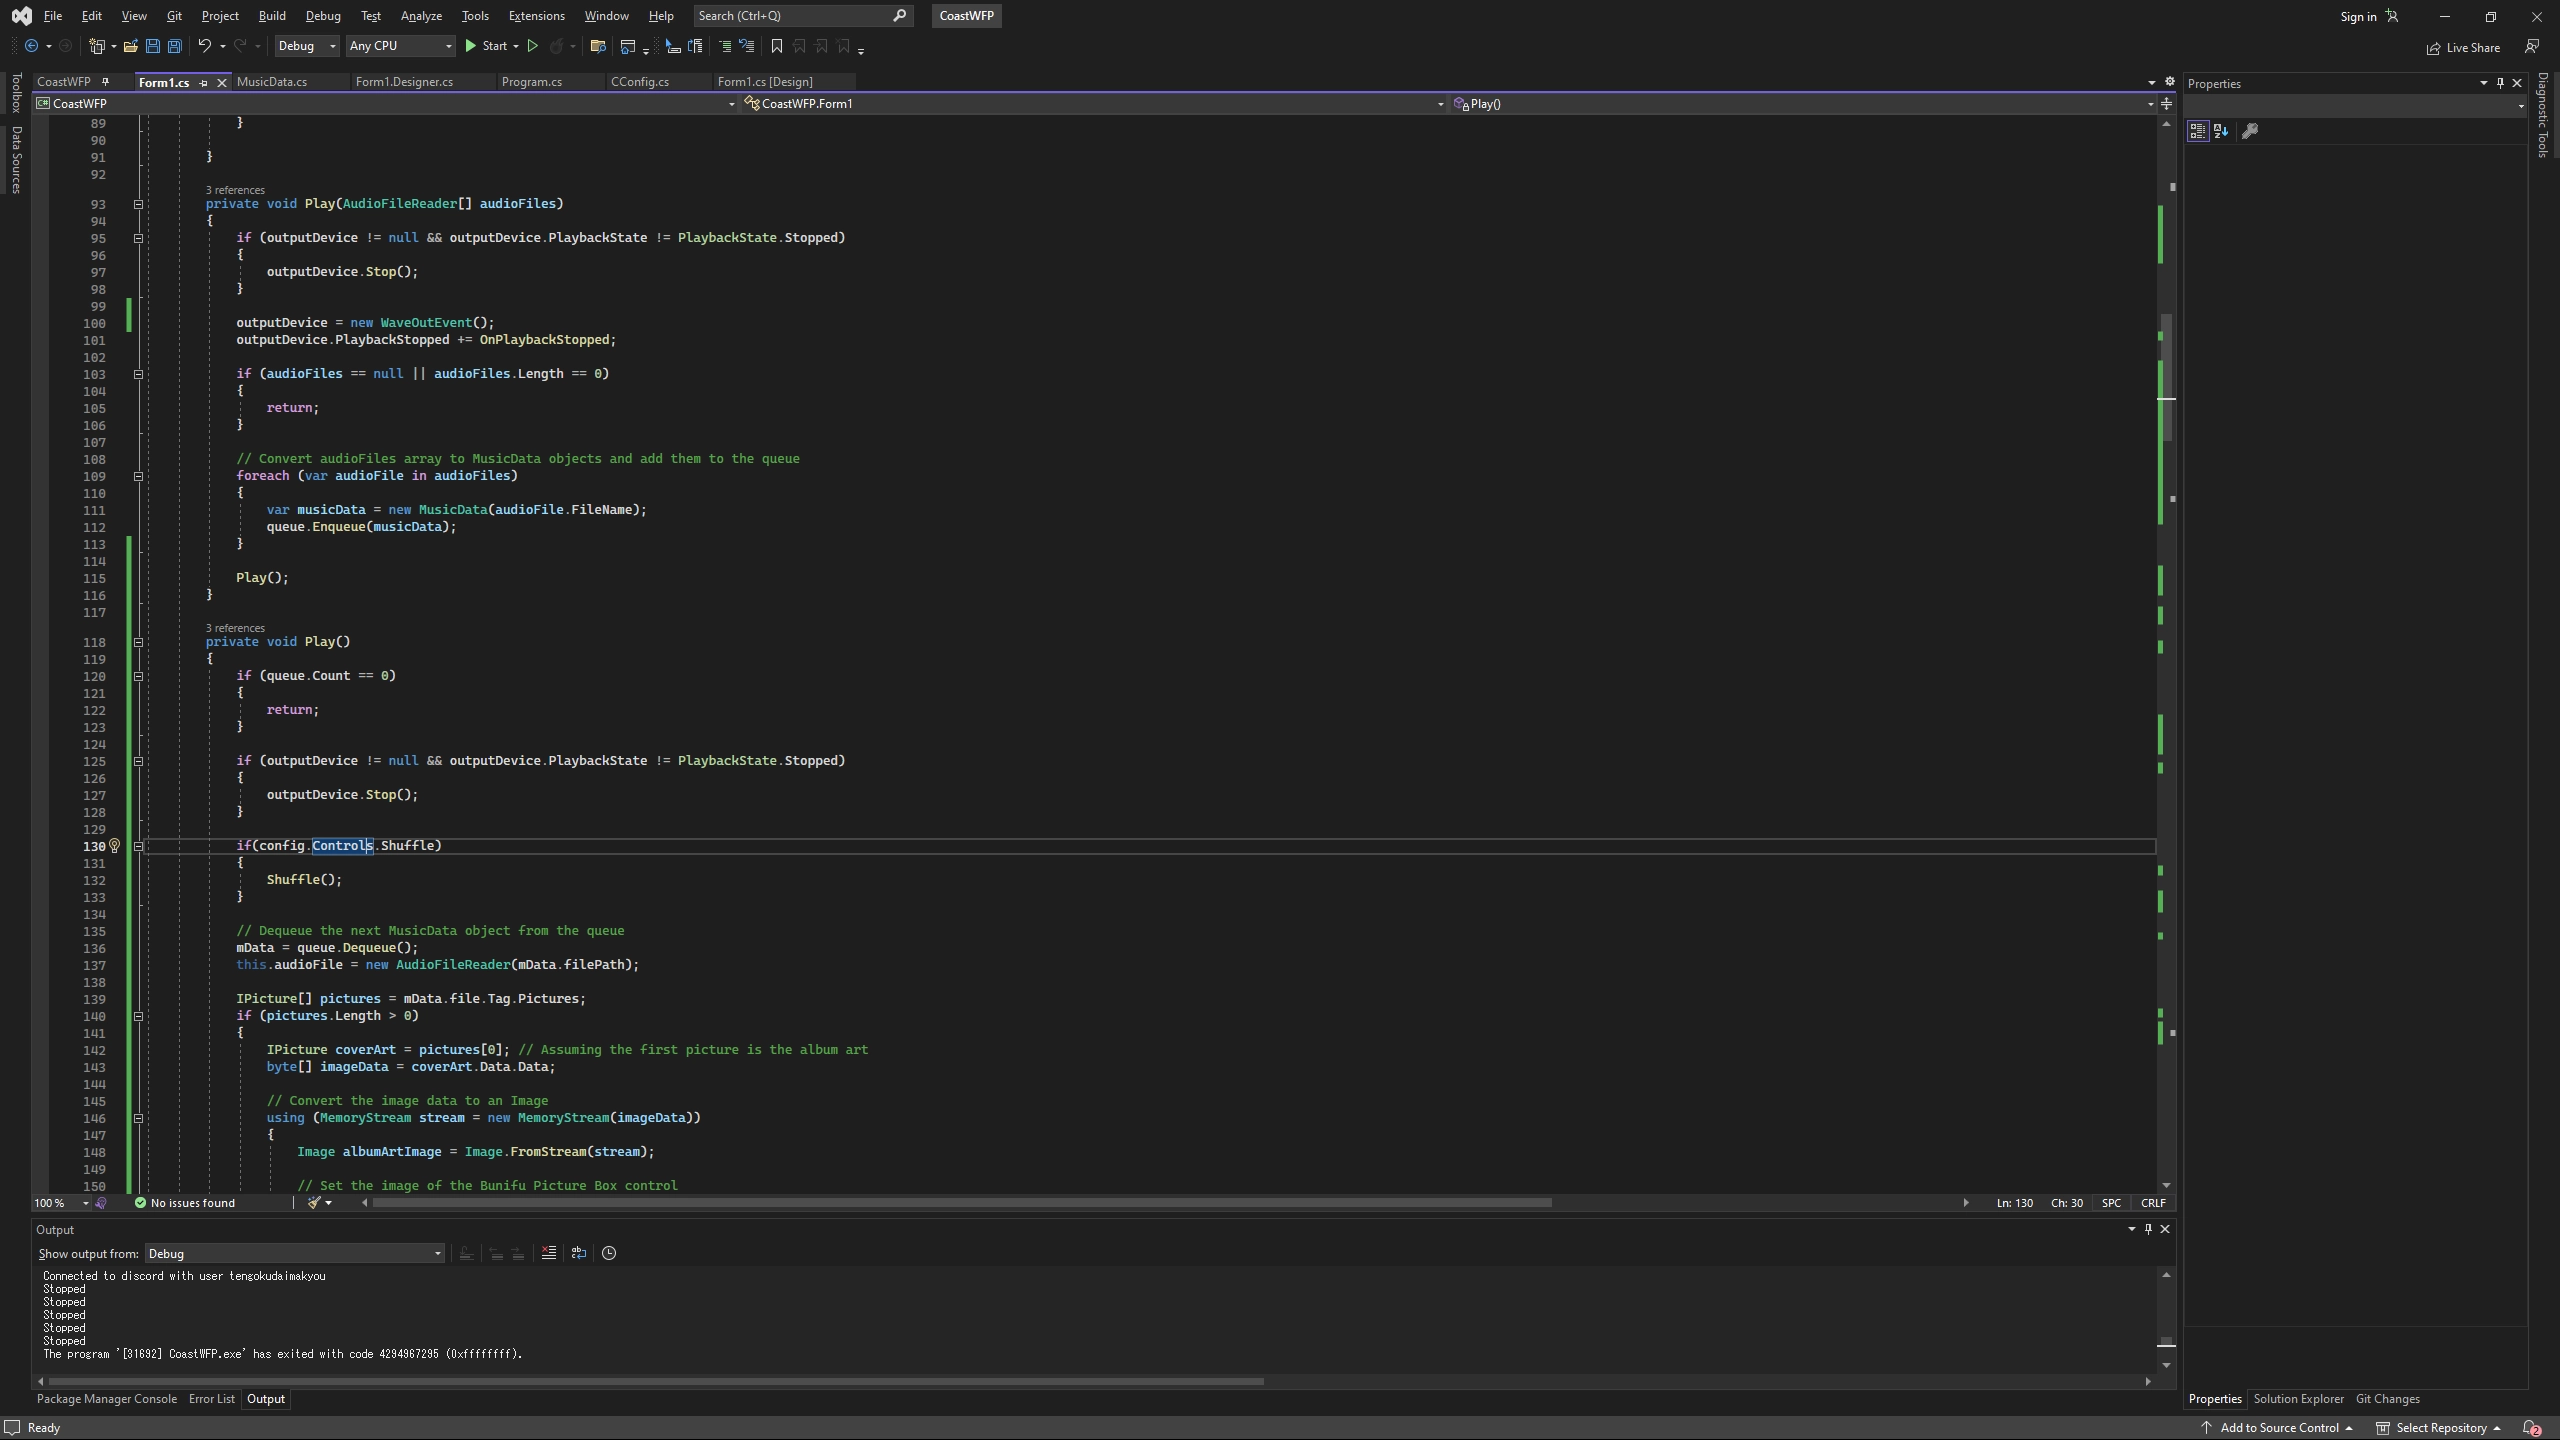 File Edit View Git Project Build Debug Test Analyze Tools Extensions Window Help Search (Ctrl+Q) CoastWFP Sign in
Debug Any CPU Start Live Share
CoastWFP Form1.cs MusicData.cs Form1.Designer.cs Program.cs CConfig.cs Form1.cs [Design]
CoastWFP CoastWFP.Form1 Play()
Toolbox
Data Sources
89 }
90
91 }
92
3 references
93 private void Play(AudioFileReader[] audioFiles)
94 {
95 if (outputDevice != null && outputDevice.PlaybackState != PlaybackState.Stopped)
96 {
97 outputDevice.Stop();
98 }
99
100 outputDevice = new WaveOutEvent();
101 outputDevice.PlaybackStopped += OnPlaybackStopped;
102
103 if (audioFiles == null || audioFiles.Length == 0)
104 {
105 return;
106 }
107
108 // Convert audioFiles array to MusicData objects and add them to the queue
109 foreach (var audioFile in audioFiles)
110 {
111 var musicData = new MusicData(audioFile.FileName);
112 queue.Enqueue(musicData);
113 }
114
115 Play();
116 }
117
3 references
118 private void Play()
119 {
120 if (queue.Count == 0)
121 {
122 return;
123 }
124
125 if (outputDevice != null && outputDevice.PlaybackState != PlaybackState.Stopped)
126 {
127 outputDevice.Stop();
128 }
129
130 if(config.Controls.Shuffle)
131 {
132 Shuffle();
133 }
134
135 // Dequeue the next MusicData object from the queue
136 mData = queue.Dequeue();
137 this.audioFile = new AudioFileReader(mData.filePath);
138
139 IPicture[] pictures = mData.file.Tag.Pictures;
140 if (pictures.Length > 0)
141 {
142 IPicture coverArt = pictures[0]; // Assuming the first picture is the album art
143 byte[] imageData = coverArt.Data.Data;
144
145 // Convert the image data to an Image
146 using (MemoryStream stream = new MemoryStream(imageData))
147 {
148 Image albumArtImage = Image.FromStream(stream);
149
150 // Set the image of the Bunifu Picture Box control
100 % No issues found Ln: 130 Ch: 30 SPC CRLF
Output
Show output from: Debug
Connected to discord with user tengokudaimakyou
Stopped
Stopped
Stopped
Stopped
Stopped
The program '[31692] CoastWFP.exe' has exited with code 4294967295 (0xffffffff).
Package Manager Console Error List Output
Properties
Diagnostic Tools
Properties Solution Explorer Git Changes
Ready Add to Source Control Select Repository 2